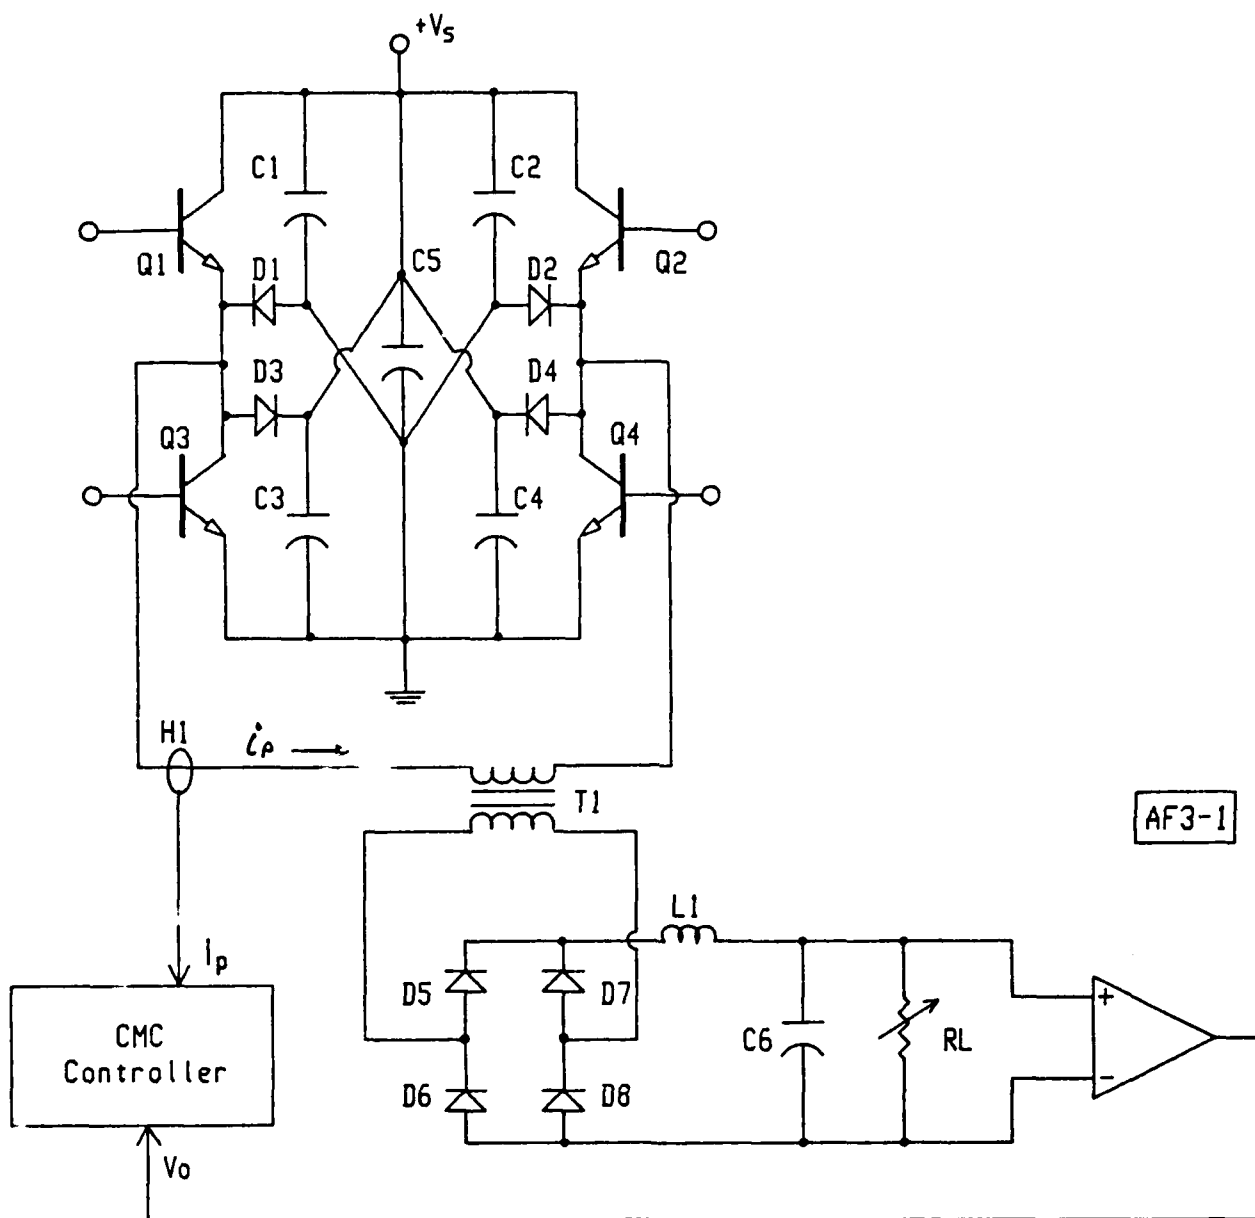 +Vs
C1
C2
Q1
D1
C5
D2
Q2
D3
D4
Q3
Q4
C3
C4
H1
ip
T1
AF3-1
L1
Ip
D5
D7
CMC
Controller
C6
RL
+
-
D6
D8
Vo